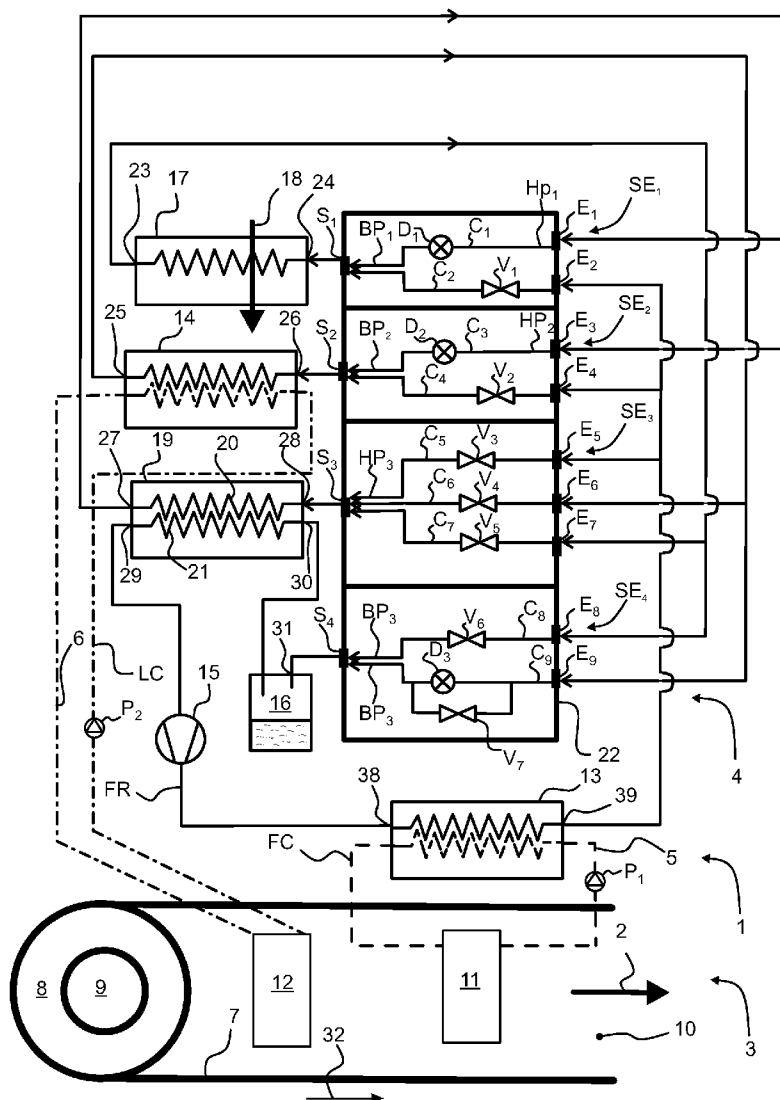 17
18
23
24
S1
BP1
D1
C1
Hp1
E1
SE1
C2
V1
E2
25
14
26
S2
BP2
D2
C3
HP2
E3
SE2
C4
V2
E4
27
19
20
28
S3
HP3
C5
V3
E5
SE3
C6
V4
E6
C7
V5
E7
29
21
30
6
LC
31
S4
BP3
V6
C8
E8
SE4
D3
C9
E9
BP3
V7
22
4
P2
15
16
FR
38
13
39
FC
5
P1
1
2
8
9
12
11
10
3
7
32